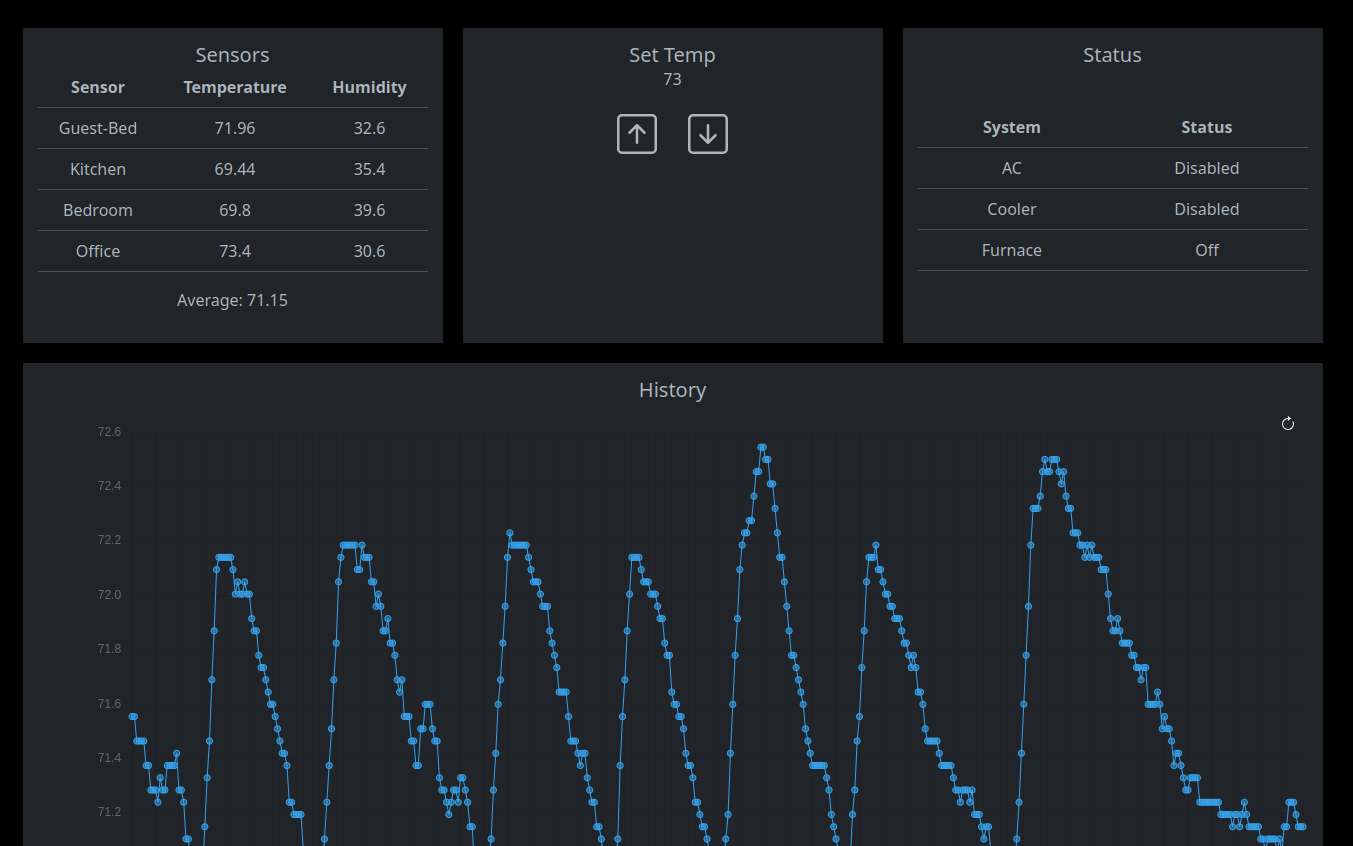 Sensors
Sensor Temperature Humidity
Guest-Bed 71.96 32.6
Kitchen 69.44 35.4
Bedroom 69.8 39.6
Office 73.4 30.6
Average: 71.15
Set Temp
73
Status
System Status
AC Disabled
Cooler Disabled
Furnace Off
History
72.6
72.4
72.2
72.0
71.8
71.6
71.4
71.2